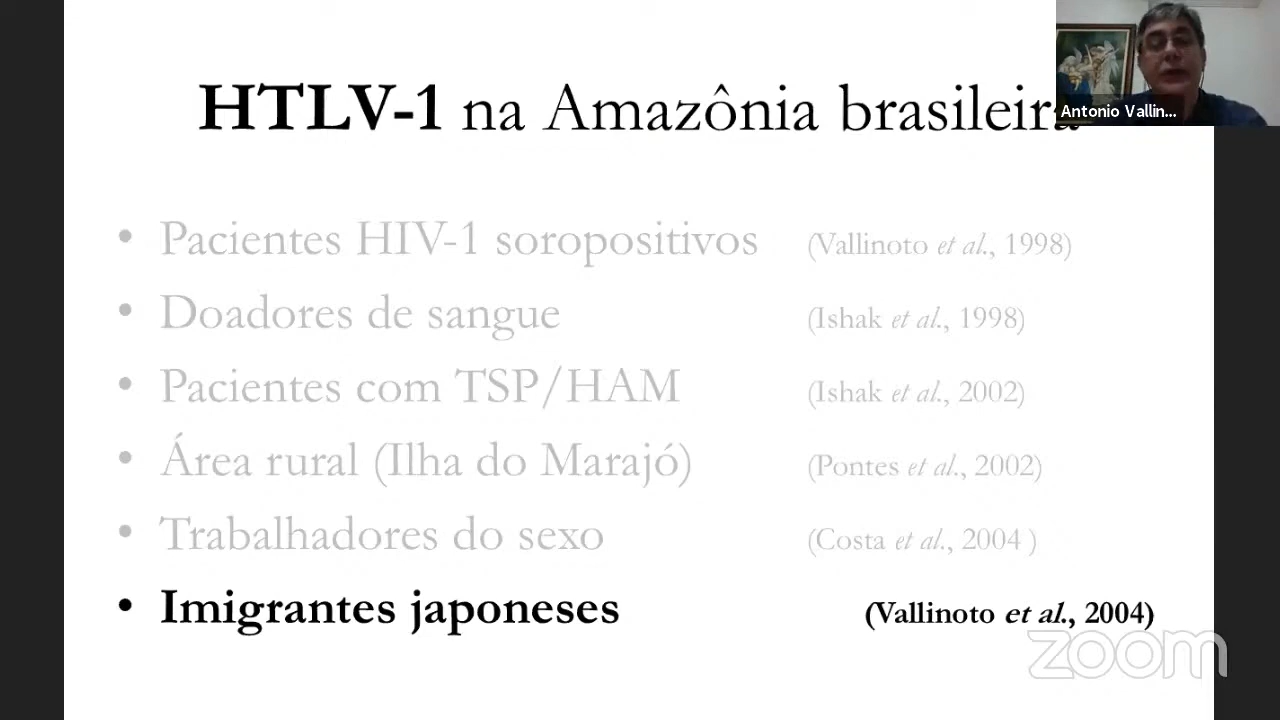 HTLV-1 na Amazônia brasileira
Antonio Vallin...
• Pacientes HIV-1 soropositivos (Vallinoto et al., 1998)
• Doadores de sangue (Ishak et al., 1998)
• Pacientes com TSP/HAM (Ishak et al., 2002)
• Área rural (Ilha do Marajó) (Pontes et al., 2002)
• Trabalhadores do sexo (Costa et al., 2004 )
• Imigrantes japoneses (Vallinoto et al., 2004)
zoom